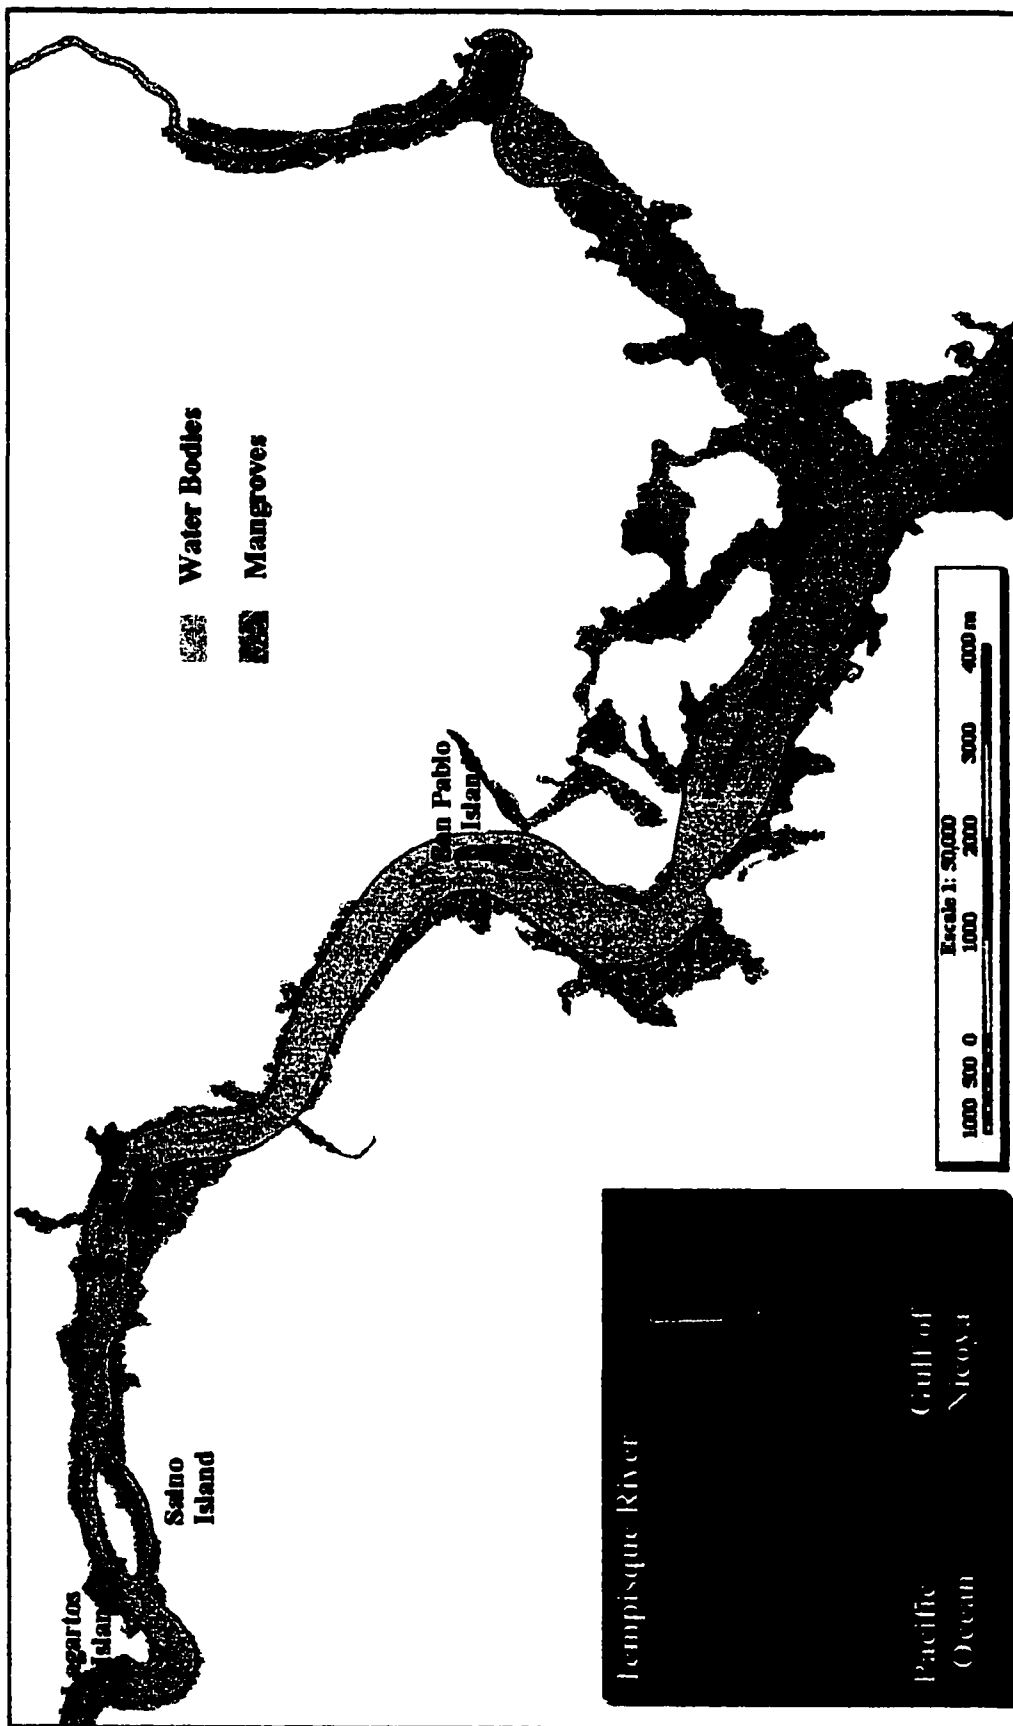 Lagartos
Island
Saino
Island
San Pablo
Island
Water Bodies
Mangroves
Tempisque River
Pacific
Ocean
Gulf of
Nicoya
Escale 1: 50,000
1000 500 0 1000 2000 3000 4000 m